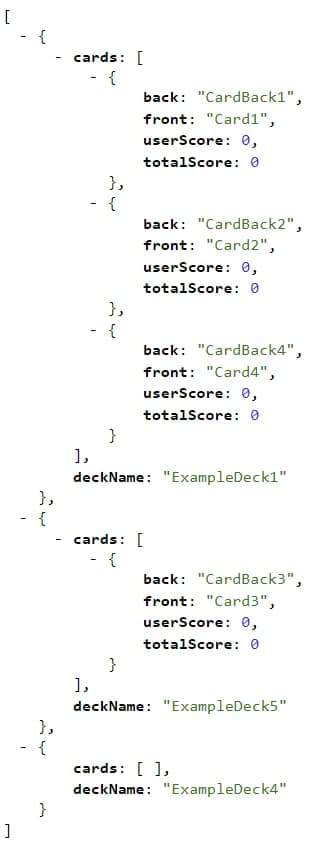 [
- {
- cards: [
- {
back: "CardBack1",
front: "Card1",
userScore: 0,
totalScore: 0
},
- {
back: "CardBack2",
front: "Card2",
userScore: 0,
totalScore: 0
},
- {
back: "CardBack4",
front: "Card4",
userScore: 0,
totalScore: 0
}
],
deckName: "ExampleDeck1"
},
- {
- cards: [
- {
back: "CardBack3",
front: "Card3",
userScore: 0,
totalScore: 0
}
],
deckName: "ExampleDeck5"
},
- {
cards: [ ],
deckName: "ExampleDeck4"
}
]